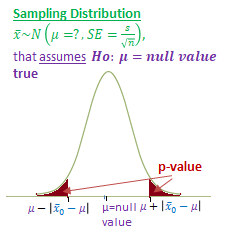 Sampling Distribution
x̄~N(μ =?, SE = s/√n),
that assumes Ho: μ = null value
true
p-value
μ − |x̄₀ − μ| μ=null μ + |x̄₀ − μ|
value